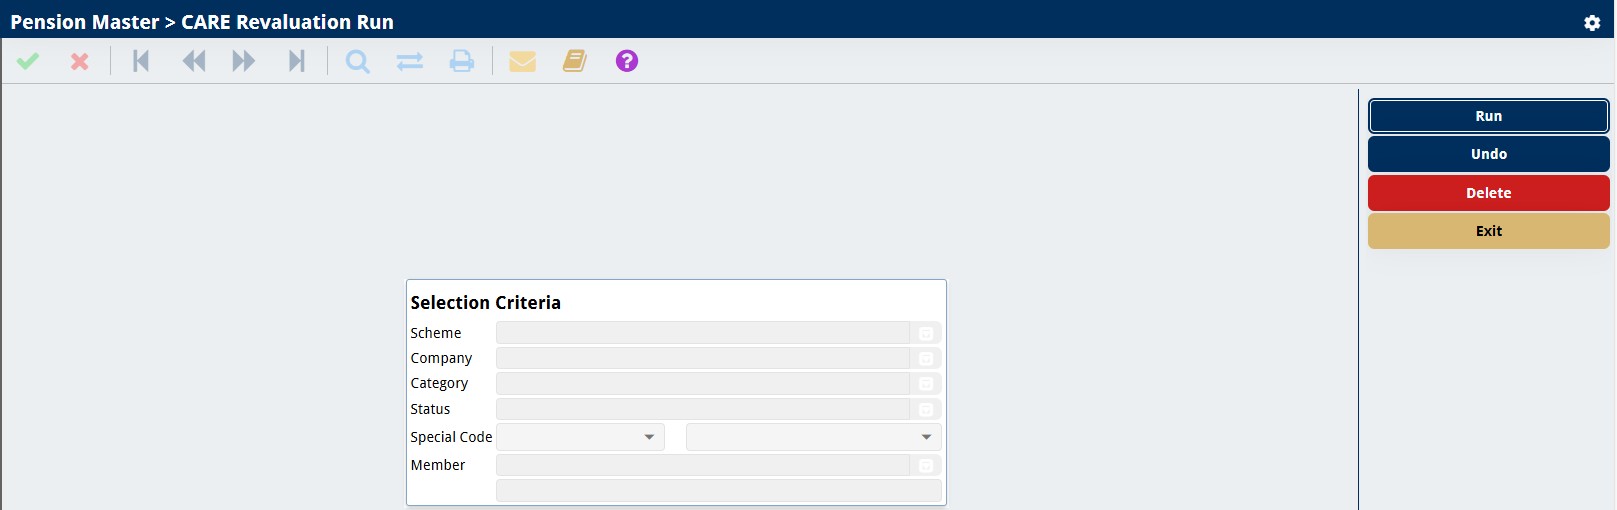 Pension Master > CARE Revaluation Run
?
Run
Undo
Delete
Exit
Selection Criteria
Scheme
Company
Category
Status
Special Code
Member